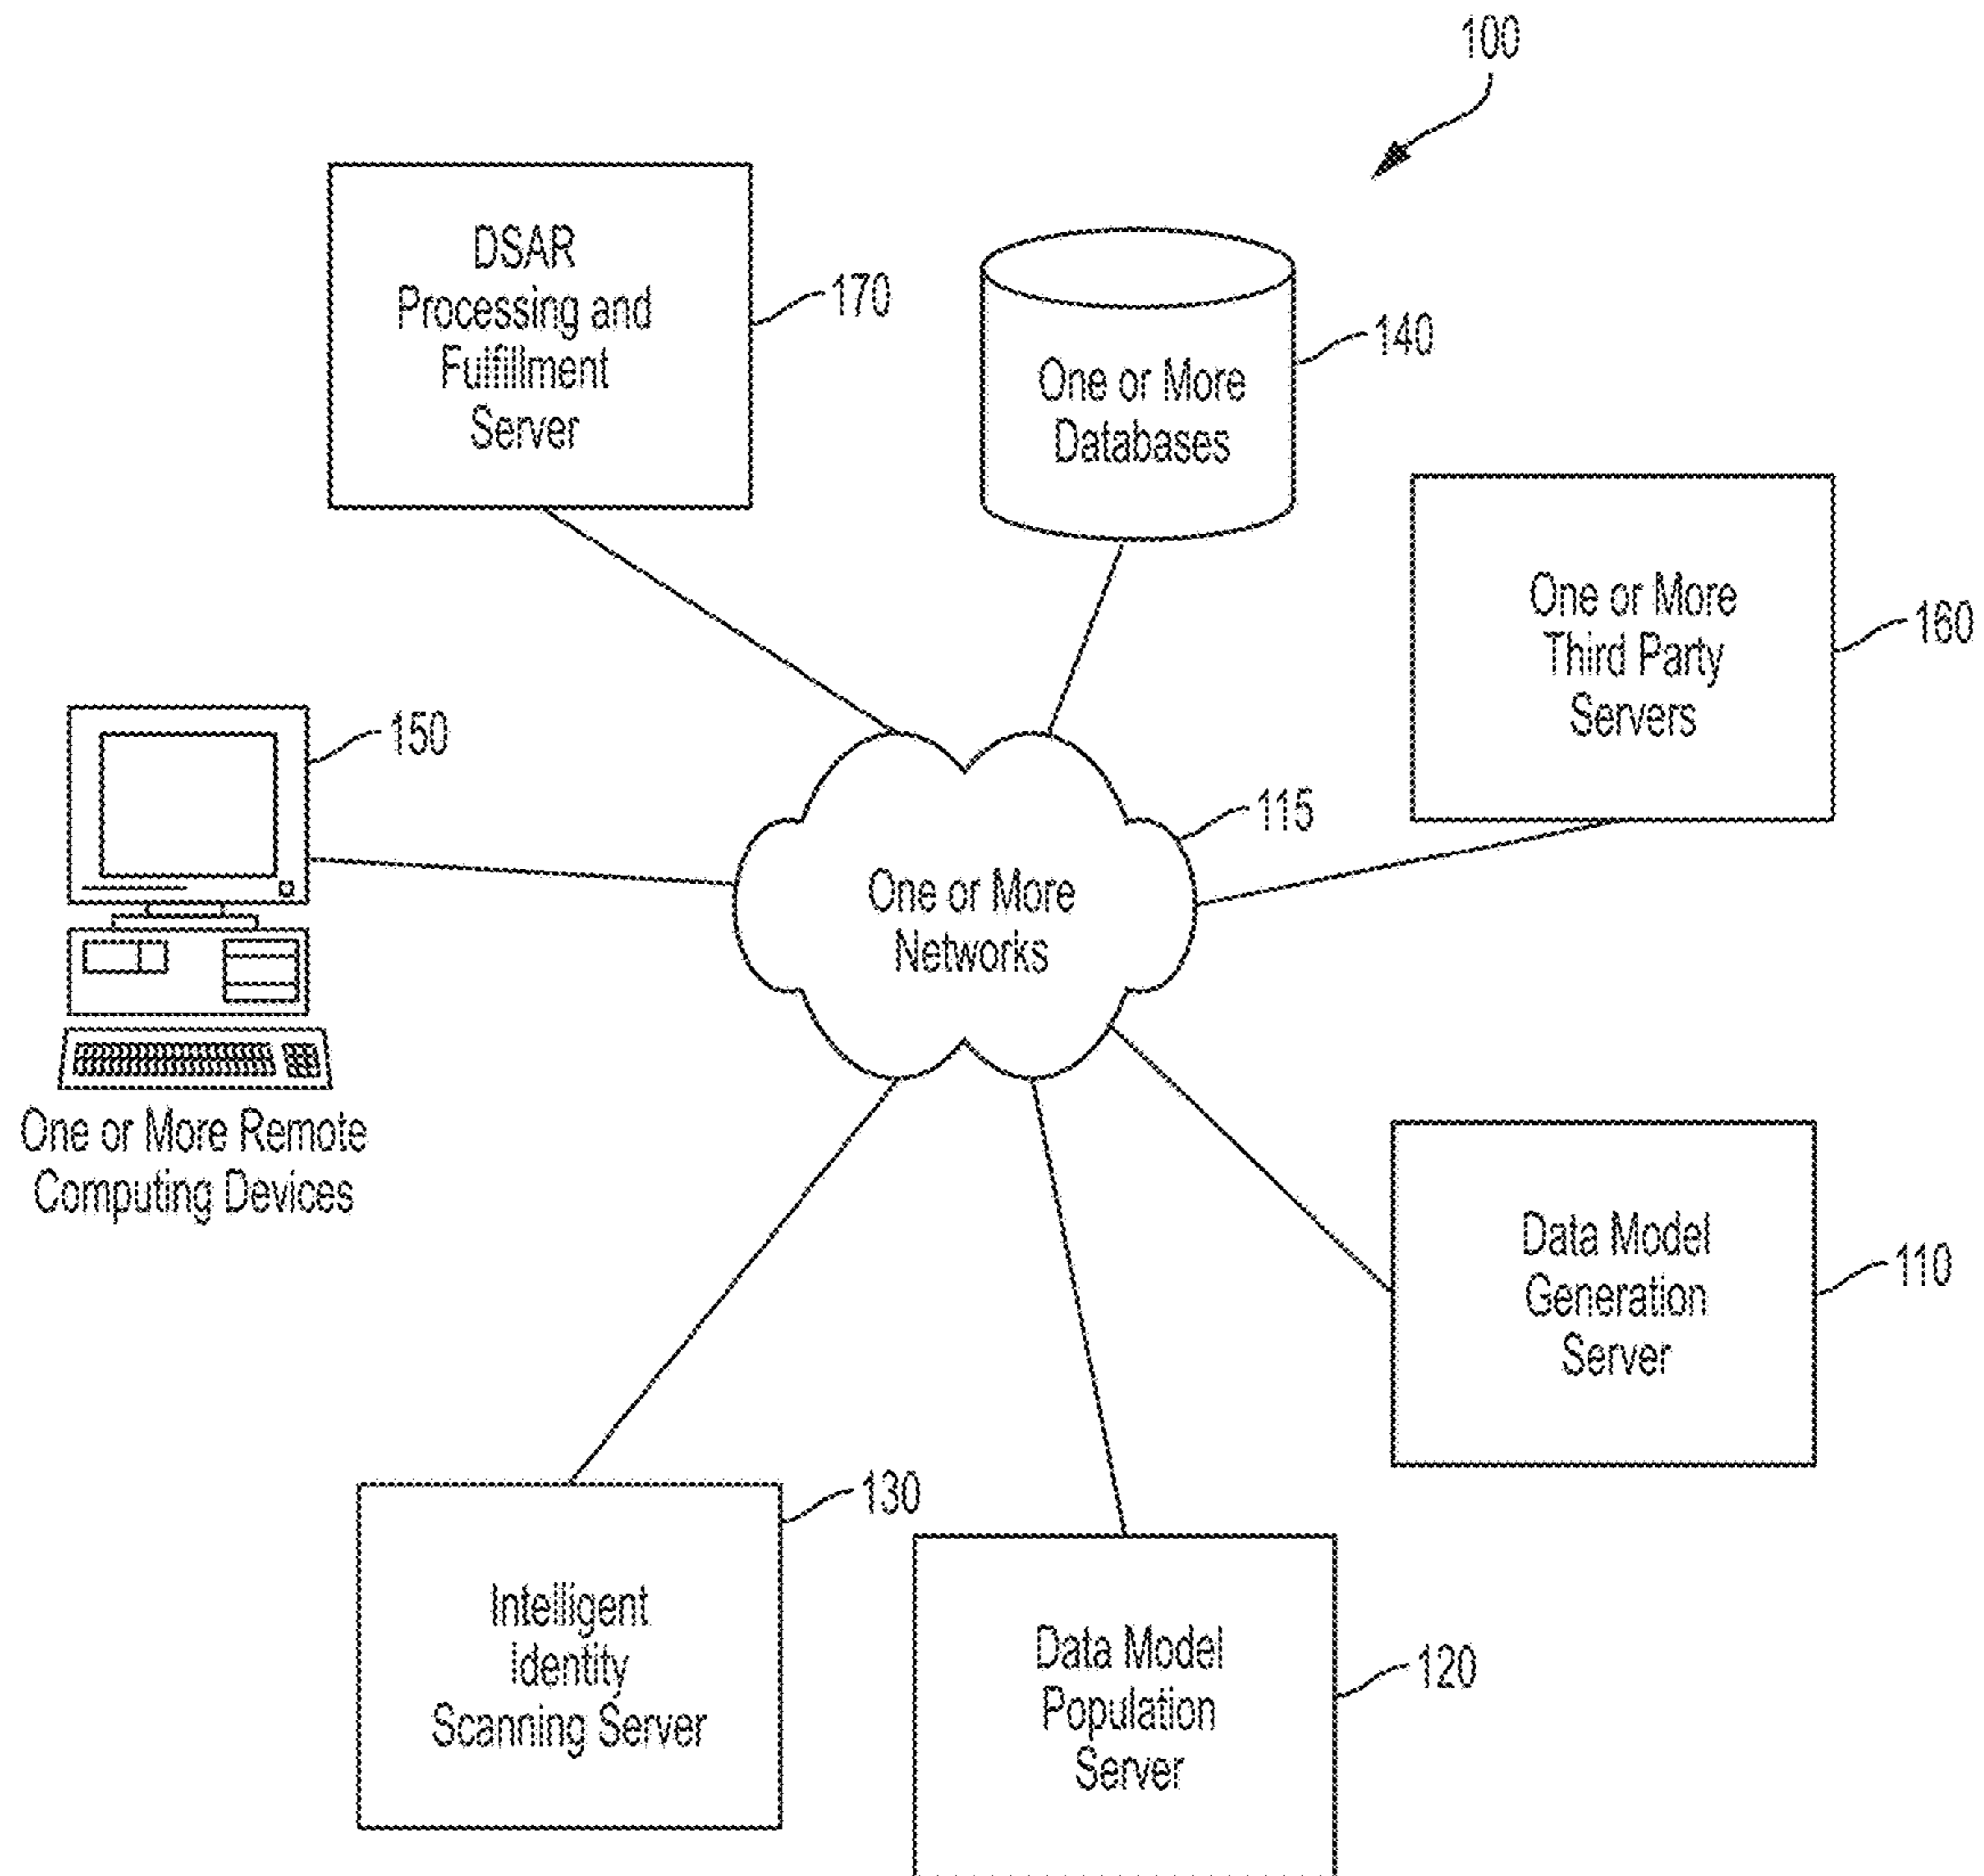 100
DSAR
Processing and
Fulfillment
Server
170
One or More
Databases
140
One or More
Third Party
Servers
160
150
One or More Remote
Computing Devices
115
One or More
Networks
Data Model
Generation
Server
110
Intelligent
Identity
Scanning Server
130
Data Model
Population
Server
120